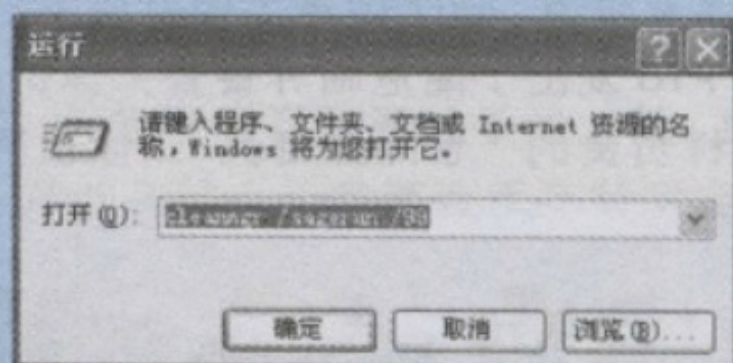 运行
请键入程序、文件夹、文档或 Internet 资源的名
称，Windows 将为您打开它。
打开(O):
确定 取消 浏览(B)...